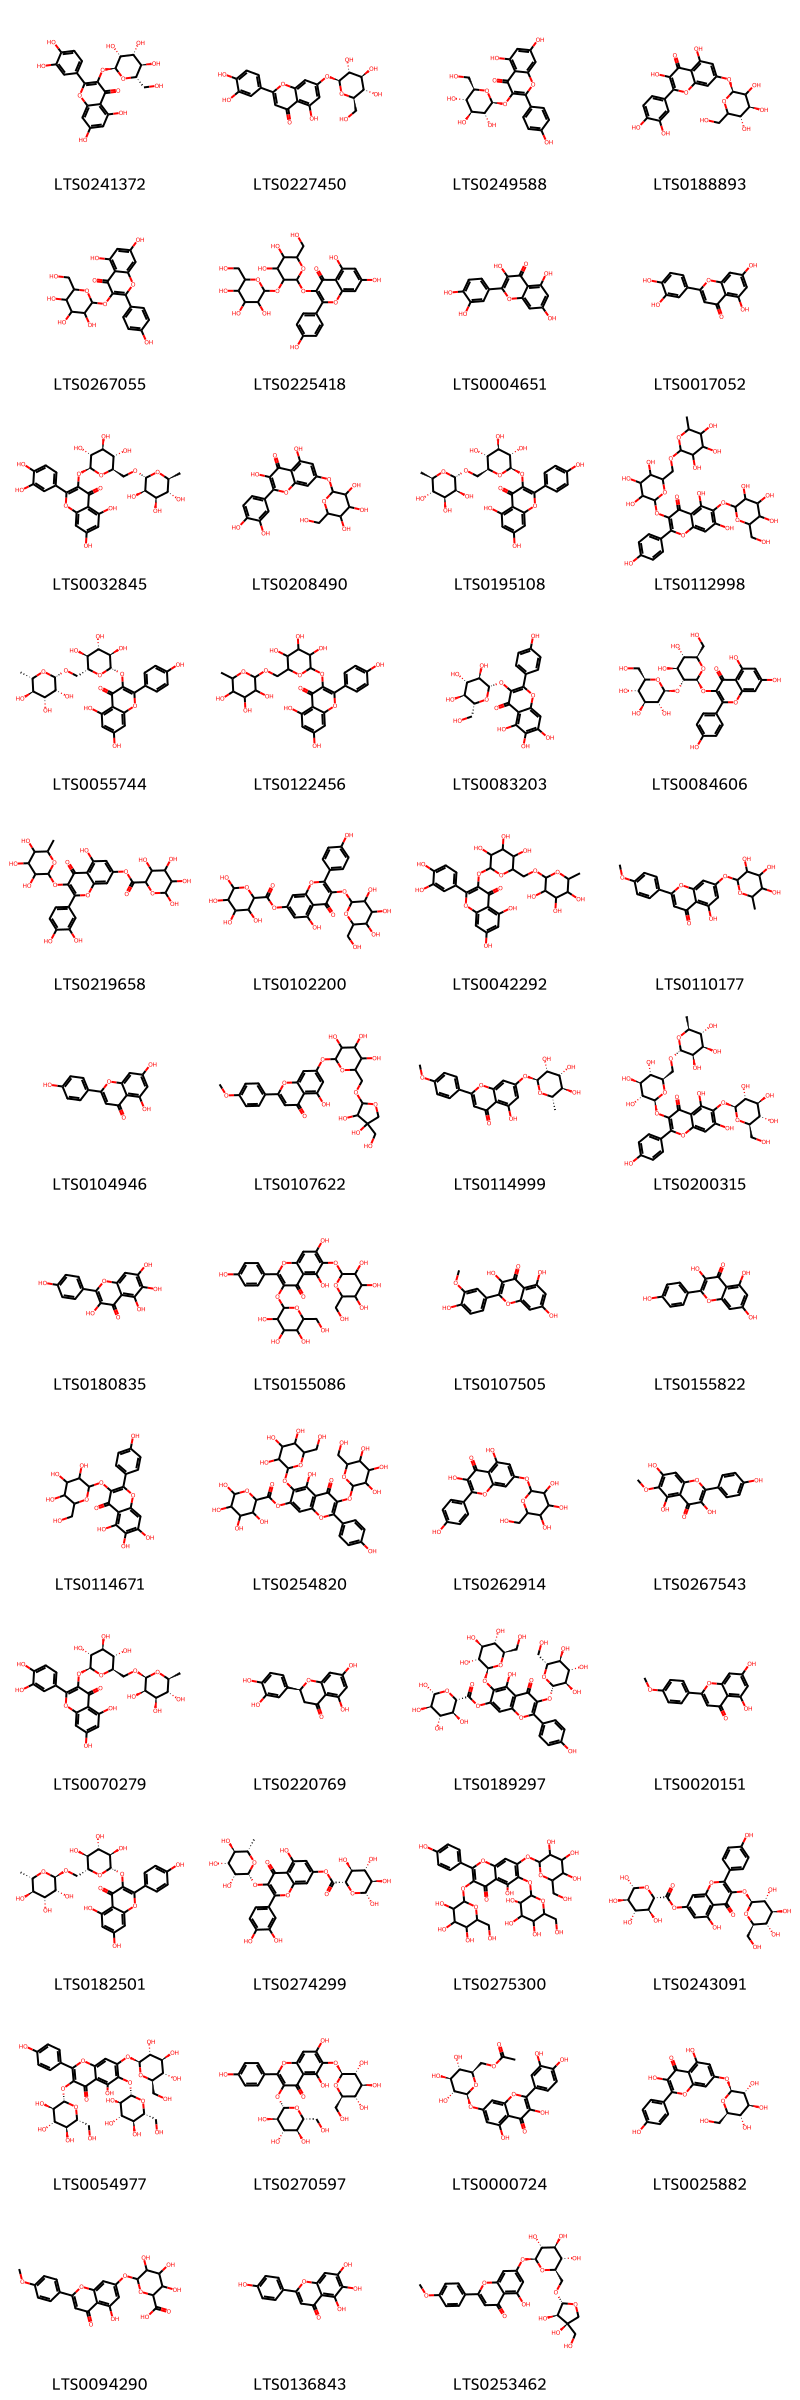 LTS0241372 LTS0227450 LTS0249588 LTS0188893
LTS0267055 LTS0225418 LTS0004651 LTS0017052
LTS0032845 LTS0208490 LTS0195108 LTS0112998
LTS0055744 LTS0122456 LTS0083203 LTS0084606
LTS0219658 LTS0102200 LTS0042292 LTS0110177
LTS0104946 LTS0107622 LTS0114999 LTS0200315
LTS0180835 LTS0155086 LTS0107505 LTS0155822
LTS0114671 LTS0254820 LTS0262914 LTS0267543
LTS0070279 LTS0220769 LTS0189297 LTS0020151
LTS0182501 LTS0274299 LTS0275300 LTS0243091
LTS0054977 LTS0270597 LTS0000724 LTS0025882
LTS0094290 LTS0136843 LTS0253462